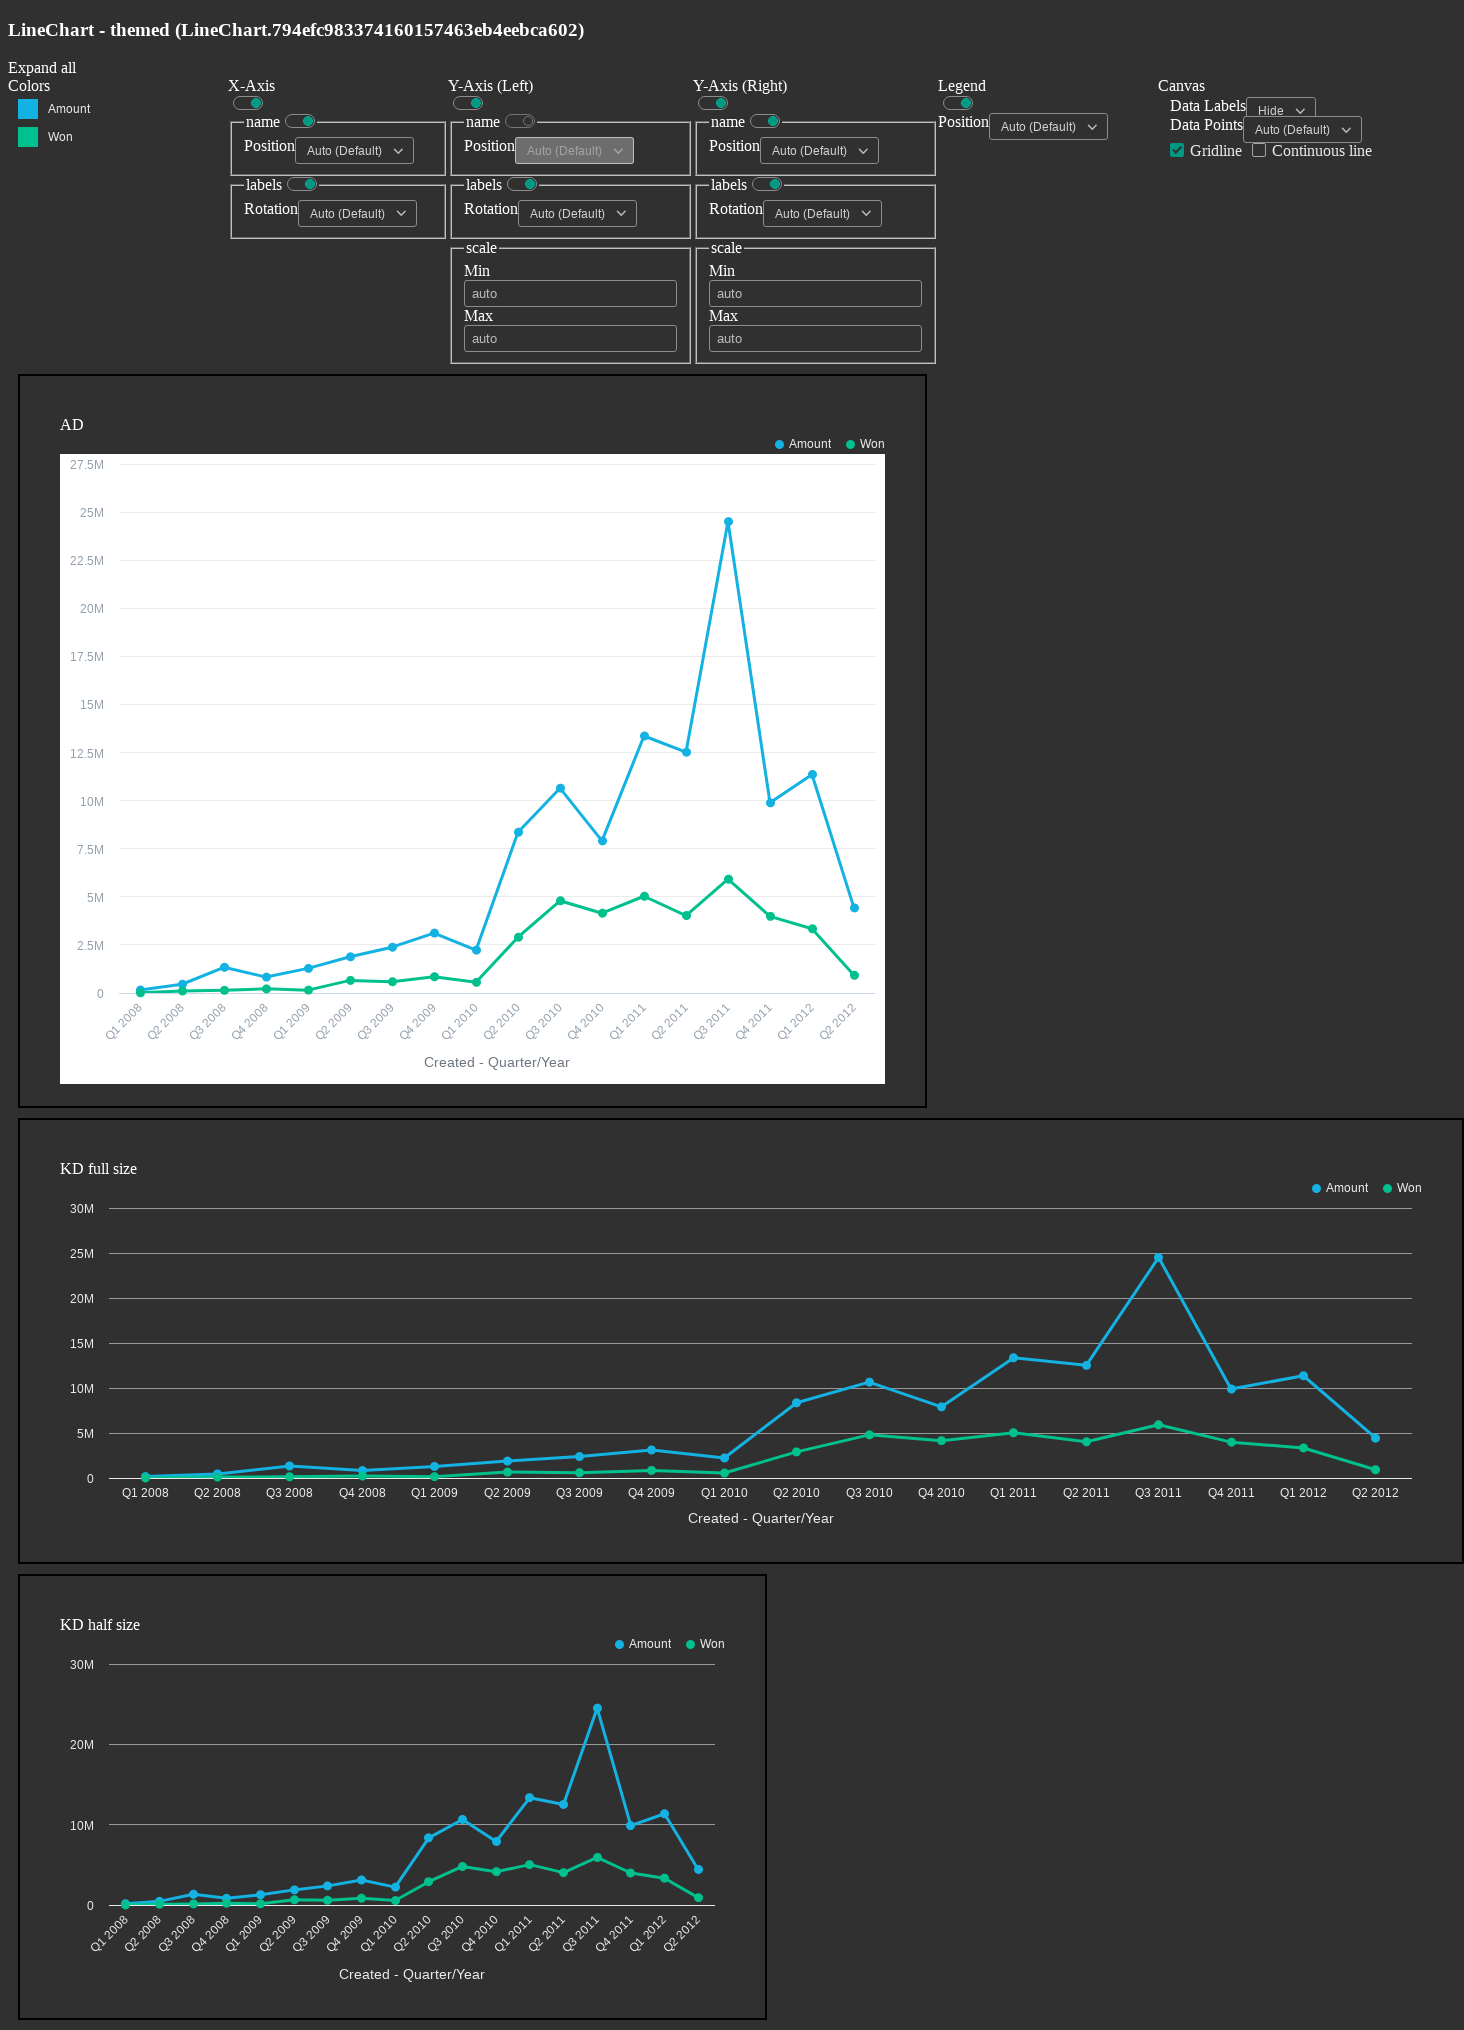 LineChart - themed (LineChart.794efc983374160157463eb4eebca602)
Expand all
Colors
Amount
Won
X-Axis
name
Position Auto (Default)
labels
Rotation Auto (Default)
Y-Axis (Left)
name
Position Auto (Default)
labels
Rotation Auto (Default)
scale
Min
auto
Max
auto
Y-Axis (Right)
name
Position Auto (Default)
labels
Rotation Auto (Default)
scale
Min
auto
Max
auto
Legend
Position Auto (Default)
Canvas
Data Labels Hide
Data Points Auto (Default)
Gridline Continuous line
AD
Amount Won
27.5M
25M
22.5M
20M
17.5M
15M
12.5M
10M
7.5M
5M
2.5M
0
Q1 2008 Q2 2008 Q3 2008 Q4 2008 Q1 2009 Q2 2009 Q3 2009 Q4 2009 Q1 2010 Q2 2010 Q3 2010 Q4 2010 Q1 2011 Q2 2011 Q3 2011 Q4 2011 Q1 2012 Q2 2012
Created - Quarter/Year
KD full size
Amount Won
30M
25M
20M
15M
10M
5M
0
Q1 2008 Q2 2008 Q3 2008 Q4 2008 Q1 2009 Q2 2009 Q3 2009 Q4 2009 Q1 2010 Q2 2010 Q3 2010 Q4 2010 Q1 2011 Q2 2011 Q3 2011 Q4 2011 Q1 2012 Q2 2012
Created - Quarter/Year
KD half size
Amount Won
30M
20M
10M
0
Q1 2008 Q2 2008 Q3 2008 Q4 2008 Q1 2009 Q2 2009 Q3 2009 Q4 2009 Q1 2010 Q2 2010 Q3 2010 Q4 2010 Q1 2011 Q2 2011 Q3 2011 Q4 2011 Q1 2012 Q2 2012
Created - Quarter/Year